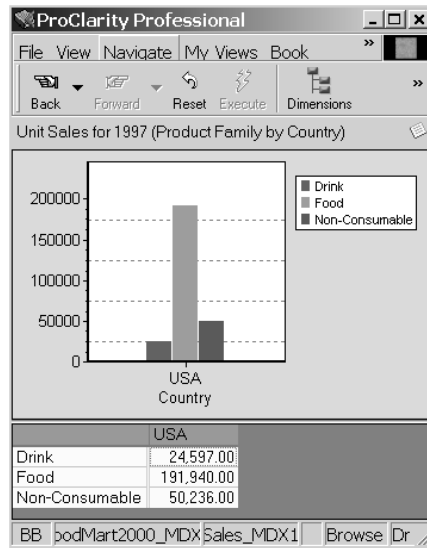 ProClarity Professional
File View Navigate My Views Book »
Back Forward Reset Execute Dimensions »
Unit Sales for 1997 (Product Family by Country)
200000
150000
100000
50000
0
USA
Country
Drink
Food
Non-Consumable
USA
Drink 24,597.00
Food 191,940.00
Non-Consumable 50,236.00
BB oodMart2000_MDX Sales_MDX1 Browse Dr